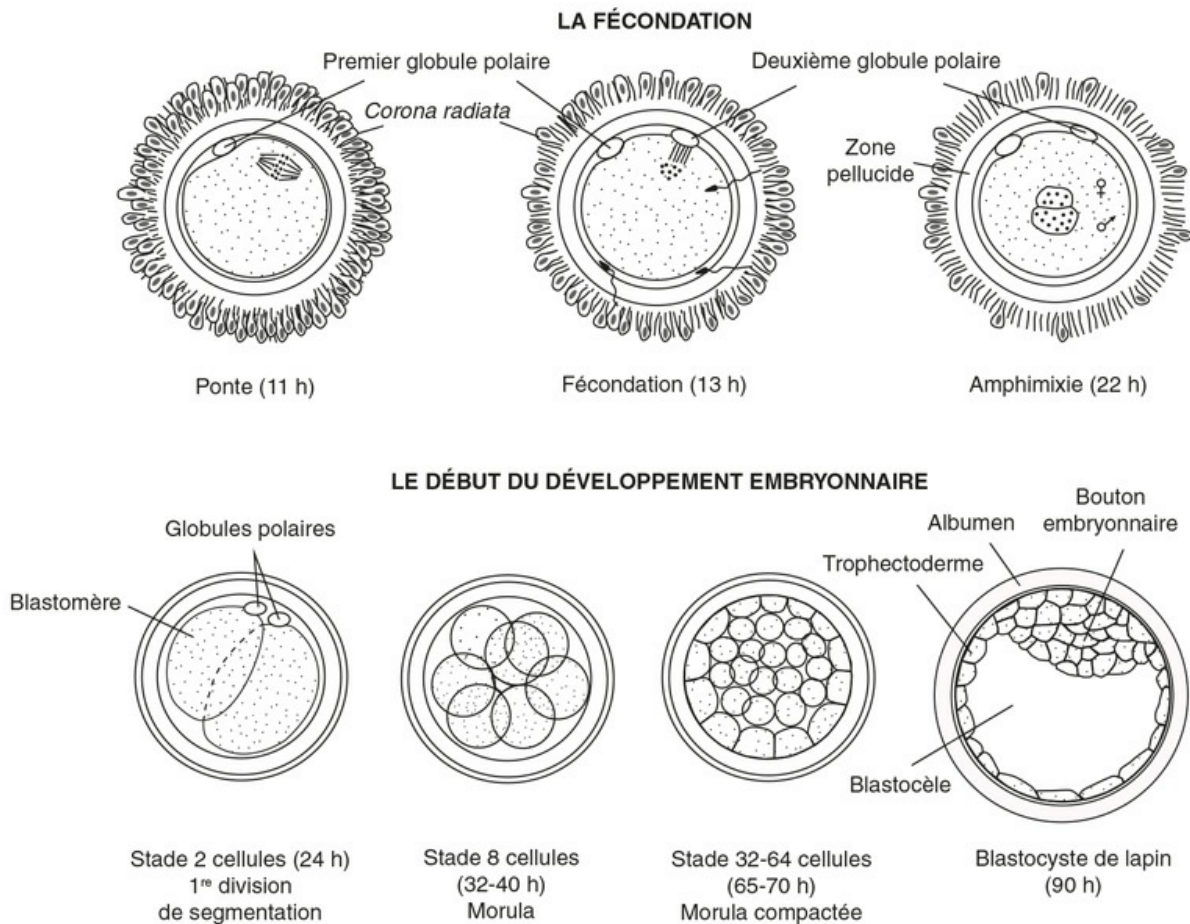 LA FÉCONDATION
Premier globule polaire
Deuxième globule polaire
Corona radiata
Zone
pellucide
♀
♂
Ponte (11 h)
Fécondation (13 h)
Amphimixie (22 h)
LE DÉBUT DU DÉVELOPPEMENT EMBRYONNAIRE
Globules polaires
Blastomère
Albumen
Bouton
embryonnaire
Trophectoderme
Blastocèle
Stade 2 cellules (24 h)
1re division
de segmentation
Stade 8 cellules
(32-40 h)
Morula
Stade 32-64 cellules
(65-70 h)
Morula compactée
Blastocyste de lapin
(90 h)